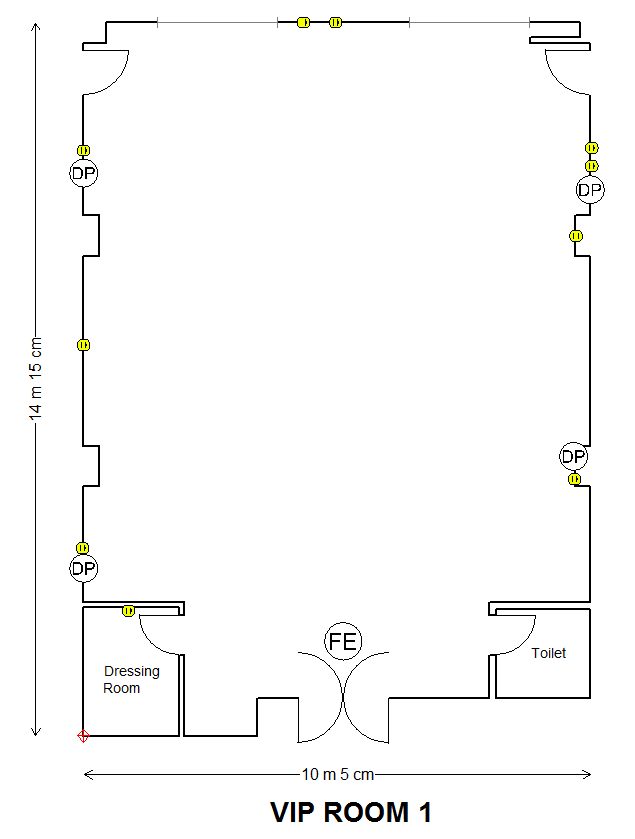 DP
DP
14 m 15 cm
DP
DP
FE
Dressing
Room
Toilet
10 m 5 cm
VIP ROOM 1